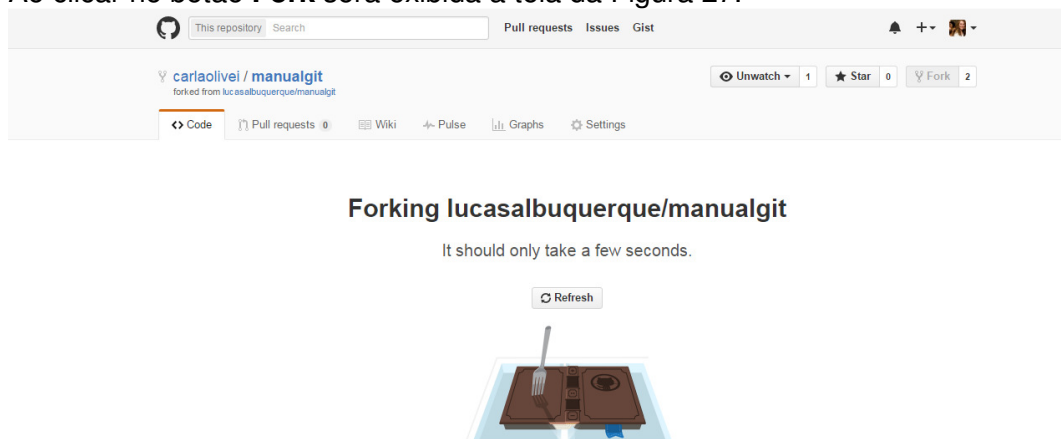 Ao clicar no botão Fork será exibida a tela da Figura 27.
This repository Search Pull requests Issues Gist
carlaolivei / manualgit Unwatch 1 Star 0 Fork 2
forked from lucasalbuquerque/manualgit
Code Pull requests 0 Wiki Pulse Graphs Settings
Forking lucasalbuquerque/manualgit
It should only take a few seconds.
Refresh